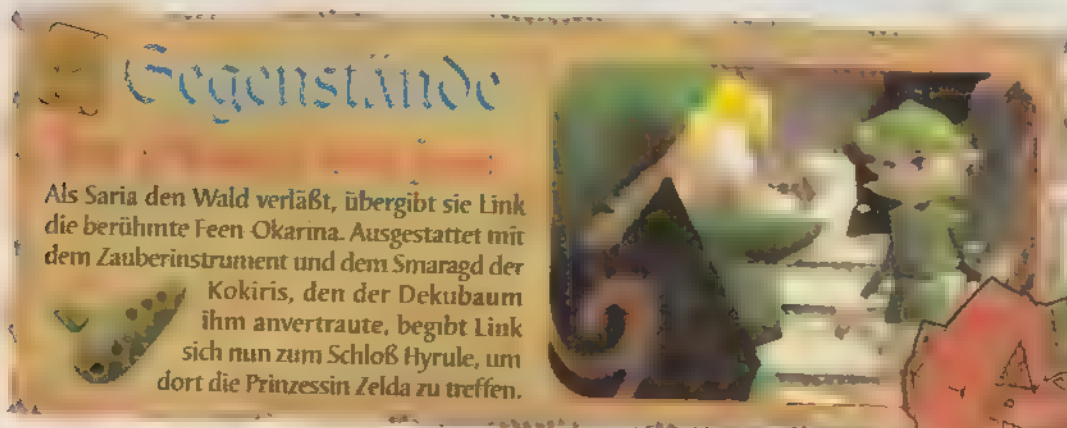 Gegenstände
Als Saria den Wald verläßt, übergibt sie Link
die berühmte Feen-Okarina. Ausgestattet mit
dem Zauberinstrument und dem Smaragd der
Kokiris, den der Dekubaum
ihm anvertraute, begibt Link
sich nun zum Schloß Hyrule, um
dort die Prinzessin Zelda zu treffen.